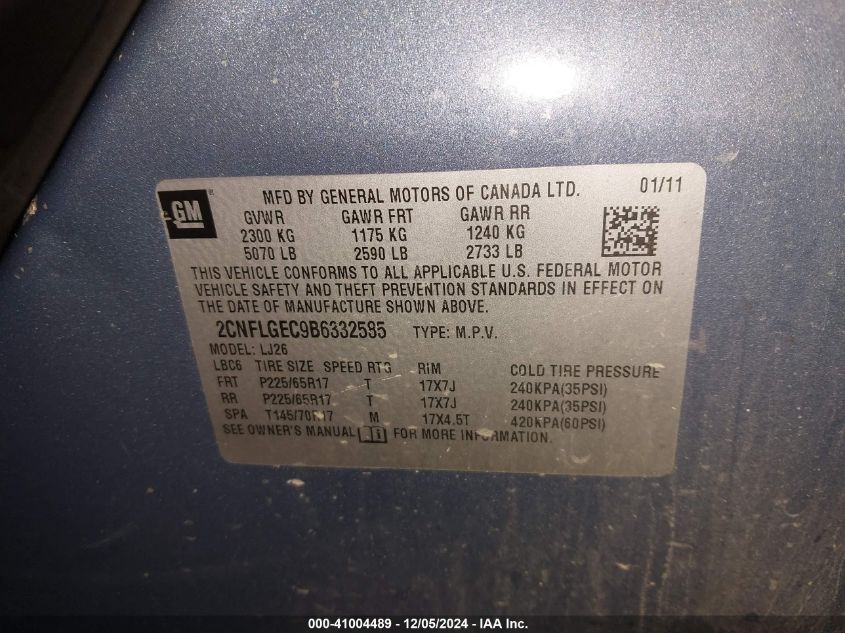 GM
MFD BY GENERAL MOTORS OF CANADA LTD. 01/11
GVWR GAWR FRT GAWR RR
2300 KG 1175 KG 1240 KG
5070 LB 2590 LB 2733 LB
THIS VEHICLE CONFORMS TO ALL APPLICABLE U.S. FEDERAL MOTOR
VEHICLE SAFETY AND THEFT PREVENTION STANDARDS IN EFFECT ON
THE DATE OF MANUFACTURE SHOWN ABOVE.
2CNFLGEC9B6332585 TYPE: M.P.V.
MODEL: LJ26
LBC6 TIRE SIZE SPEED RTG RIM COLD TIRE PRESSURE
FRT P225/65R17 T 17X7J 240KPA(35PSI)
RR P225/65R17 T 17X7J 240KPA(35PSI)
SPA T145/70R17 M 17X4.5T 420KPA(60PSI)
SEE OWNER'S MANUAL FOR MORE INFORMATION.
000-41004489 - 12/05/2024 - IAA Inc.